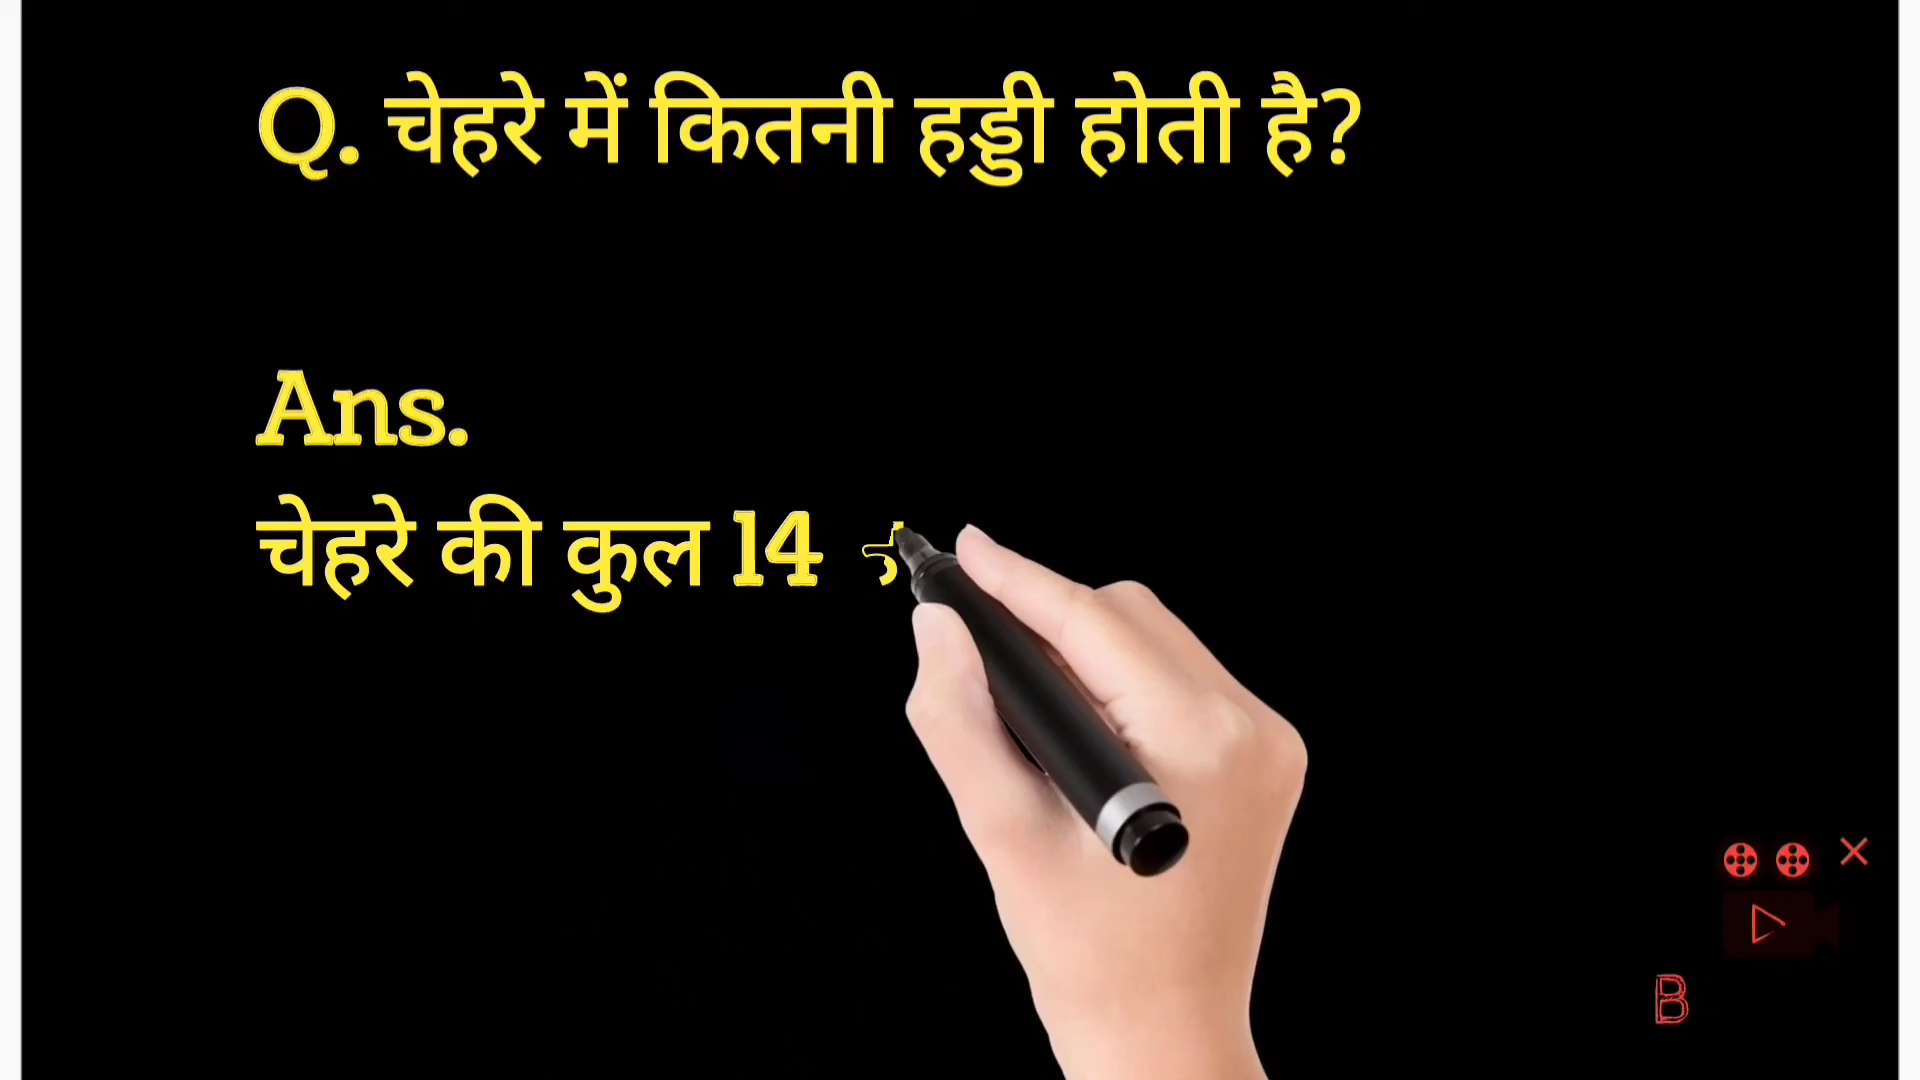 Q. चेहरे में कितनी हड्डी होती है?
Ans.
चेहरे की कुल 14
B